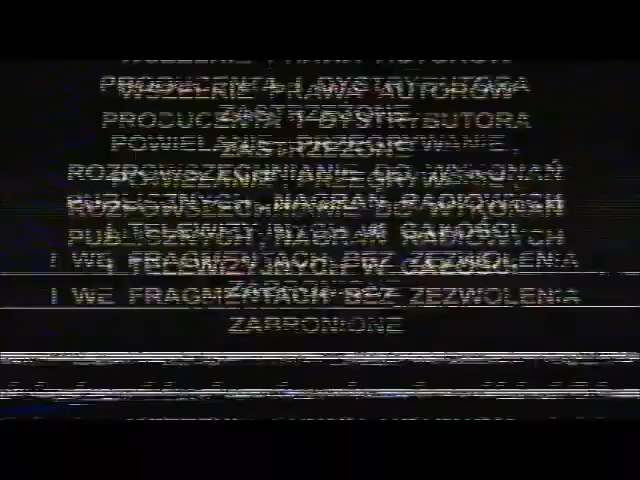 WSZELKIE PRAWA AUTORÓW
PRODUCENTA I DYSTRYBUTORA
ZASTRZEŻONE
POWIELANIE, PRZEGRYWANIE,
ROZPOWSZECHNIANIE DO WYKONAŃ
PUBLICZNYCH, NAGRAŃ RADIOWYCH
I TELEWIZYJNYCH W CAŁOŚCI
I WE FRAGMENTACH BEZ ZEZWOLENIA
ZABRONIONE